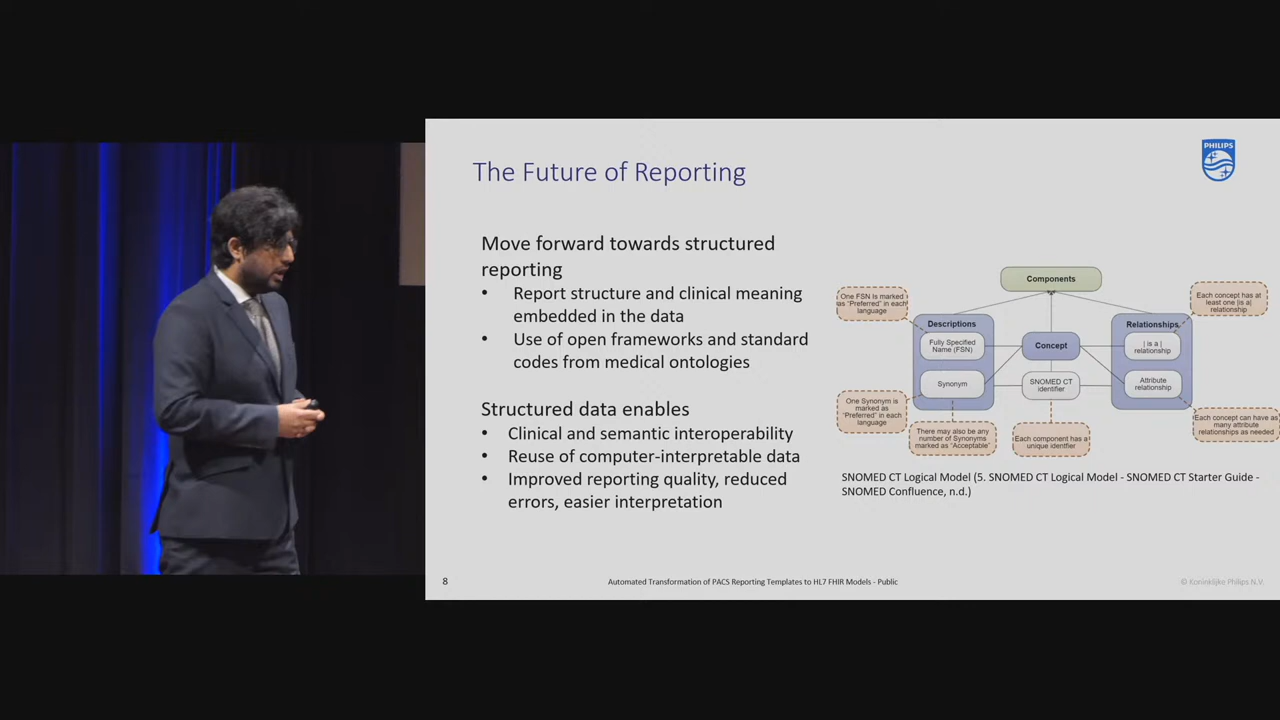 The Future of Reporting
PHILIPS
Move forward towards structured
reporting
• Report structure and clinical meaning
embedded in the data
• Use of open frameworks and standard
codes from medical ontologies
Structured data enables
• Clinical and semantic interoperability
• Reuse of computer-interpretable data
• Improved reporting quality, reduced
errors, easier interpretation
Components
One FSN Is marked
as "Preferred" in each
language
Each concept has at
least one |is a|
relationship
Descriptions
Fully Specified
Name (FSN)
Synonym
Concept
SNOMED CT
identifier
Relationships
| is a |
relationship
Attribute
relationship
One Synonym is
marked as
"Preferred" in each
language
There may also be any
number of Synonyms
marked as "Acceptable"
Each component has a
unique identifier
Each concept can have as
many attribute
relationships as needed
SNOMED CT Logical Model (5. SNOMED CT Logical Model - SNOMED CT Starter Guide -
SNOMED Confluence, n.d.)
8
Automated Transformation of PACS Reporting Templates to HL7 FHIR Models - Public
© Koninklijke Philips N.V.